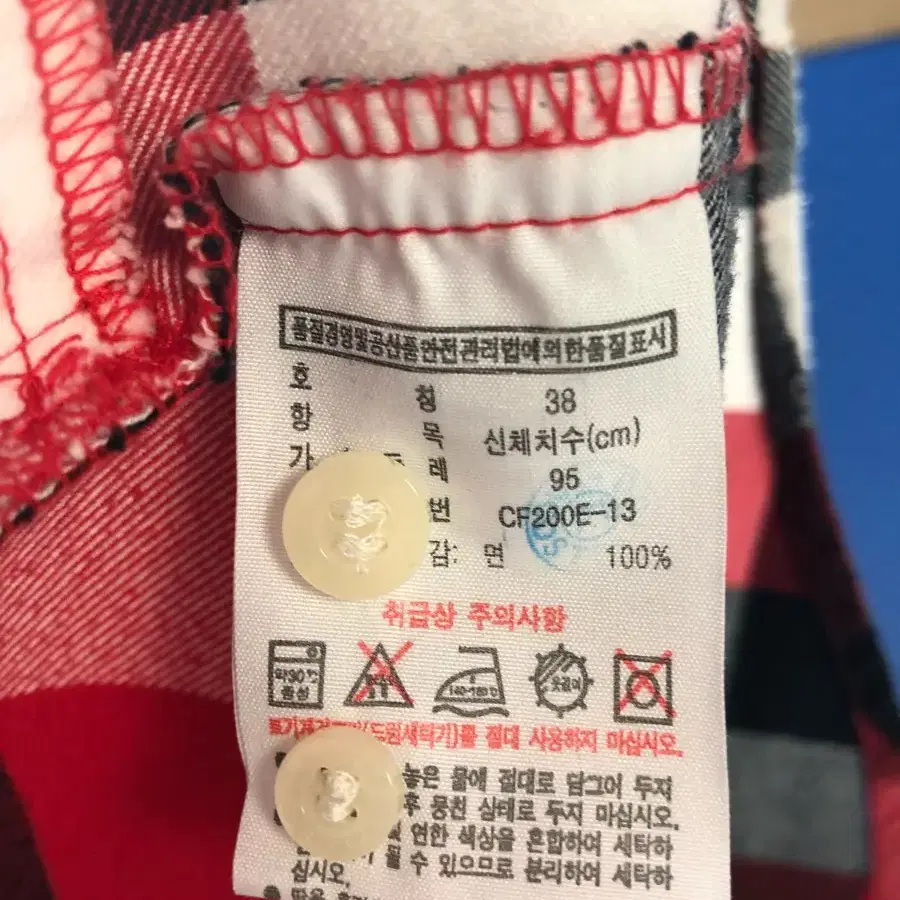 품질경영및공산품안전관리법에의한품질표시
호 칭 38
항 목 신체치수(cm)
가 레 95
번 CF200E-13
감: 면 100%
취급상 주의사항
약30℃
중성
140~160℃
옷걸이
(드럼세탁기)를 절대 사용하지 마십시오.
물에 절대로 담그어 두지
후 뭉친 상태로 두지 마십시오.
연한 색상을 혼합하여 세탁하
될 수 있으므로 분리하여 세탁하
십시오.